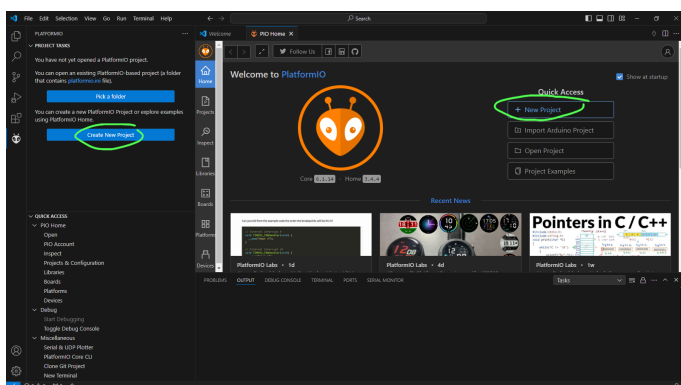 File Edit Selection View Go Run Terminal Help
Search
PLATFORMIO
PROJECT TASKS
You have not yet opened a PlatformIO project.
You can open an existing PlatformIO-based project (a folder
that contains platformio.ini file).
Pick a folder
You can create a new PlatformIO Project or explore examples
using PlatformIO Home.
Create New Project
QUICK ACCESS
PIO Home
Open
PIO Account
Inspect
Projects & Configuration
Libraries
Boards
Platforms
Devices
Debug
Start Debugging
Toggle Debug Console
Miscellaneous
Serial & UDP Plotter
PlatformIO Core CLI
Clone Git Project
New Terminal
Welcome
PIO Home
Follow Us
Home
Projects
Inspect
Libraries
Boards
Platforms
Devices
Welcome to PlatformIO
Show at startup
Core 6.1.14 · Home 3.4.4
Quick Access
New Project
Import Arduino Project
Open Project
Project Examples
Recent News
Pointers in C / C++
PlatformIO Labs • 1d
PlatformIO Labs • 4d
PlatformIO Labs • 1w
PROBLEMS OUTPUT DEBUG CONSOLE TERMINAL PORTS SERIAL MONITOR
Tasks